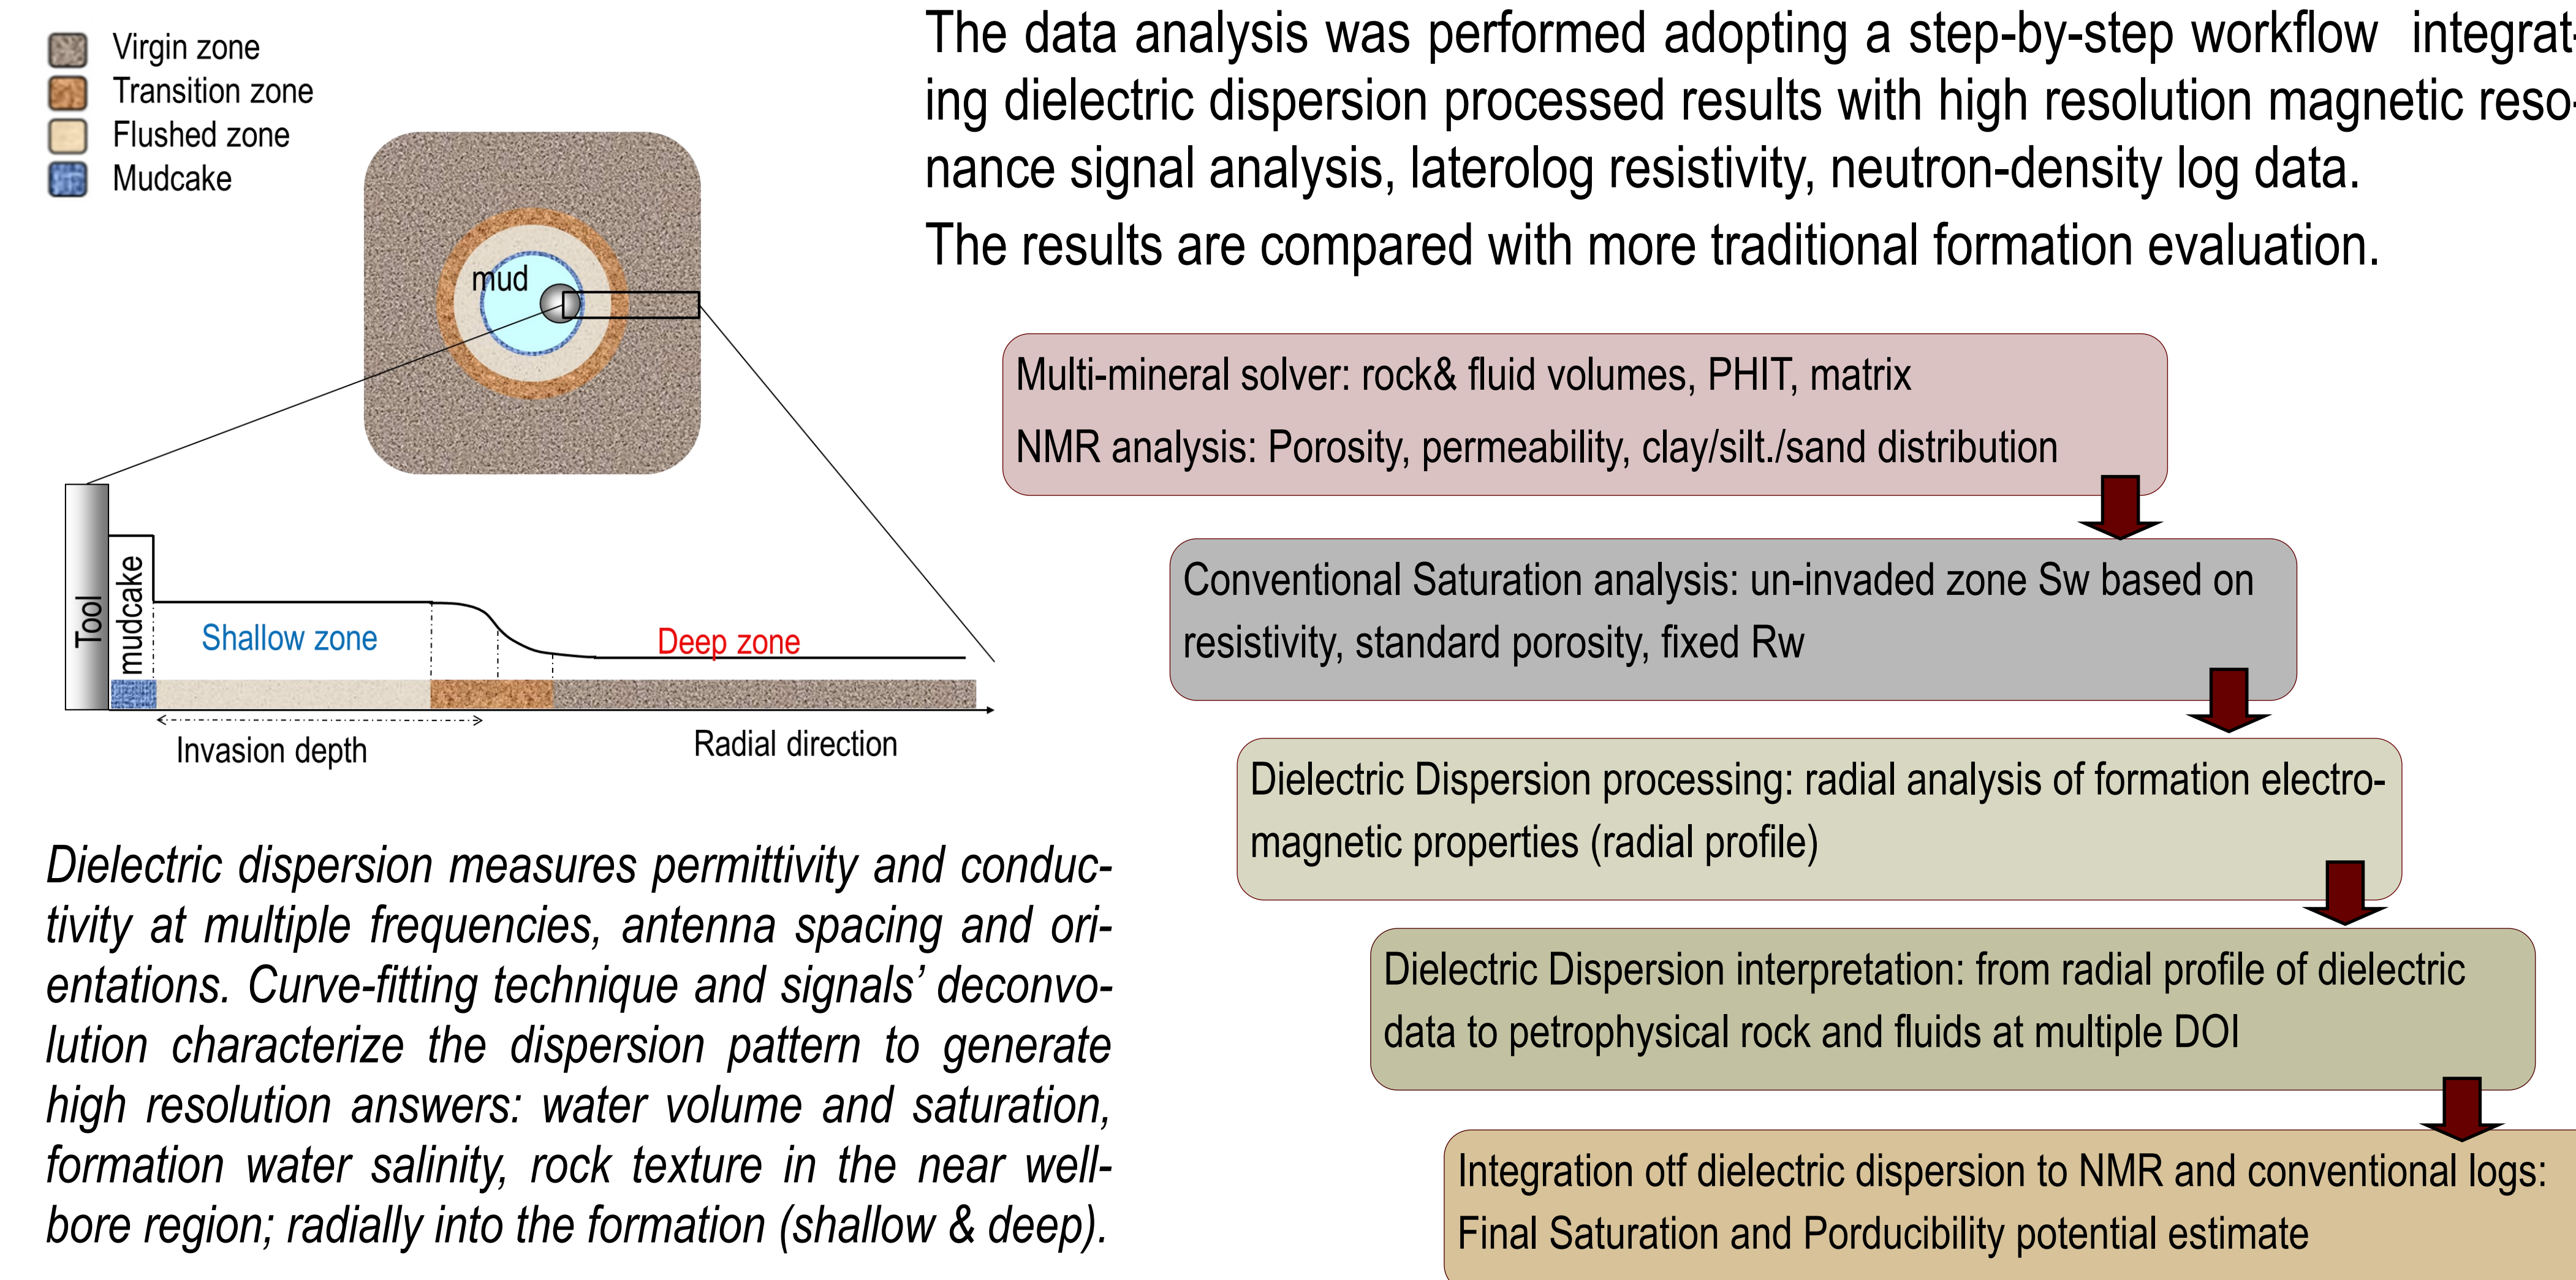 Virgin zone
Transition zone
Flushed zone
Mudcake
mud
Tool
mudcake
Shallow zone
Deep zone
Invasion depth
Radial direction
Dielectric dispersion measures permittivity and conduc-
tivity at multiple frequencies, antenna spacing and ori-
entations. Curve-fitting technique and signals’ deconvo-
lution characterize the dispersion pattern to generate
high resolution answers: water volume and saturation,
formation water salinity, rock texture in the near well-
bore region; radially into the formation (shallow & deep).
The data analysis was performed adopting a step-by-step workflow integrat-
ing dielectric dispersion processed results with high resolution magnetic reso-
nance signal analysis, laterolog resistivity, neutron-density log data.
The results are compared with more traditional formation evaluation.
Multi-mineral solver: rock& fluid volumes, PHIT, matrix
NMR analysis: Porosity, permeability, clay/silt./sand distribution
Conventional Saturation analysis: un-invaded zone Sw based on
resistivity, standard porosity, fixed Rw
Dielectric Dispersion processing: radial analysis of formation electro-
magnetic properties (radial profile)
Dielectric Dispersion interpretation: from radial profile of dielectric
data to petrophysical rock and fluids at multiple DOI
Integration otf dielectric dispersion to NMR and conventional logs:
Final Saturation and Porducibility potential estimate